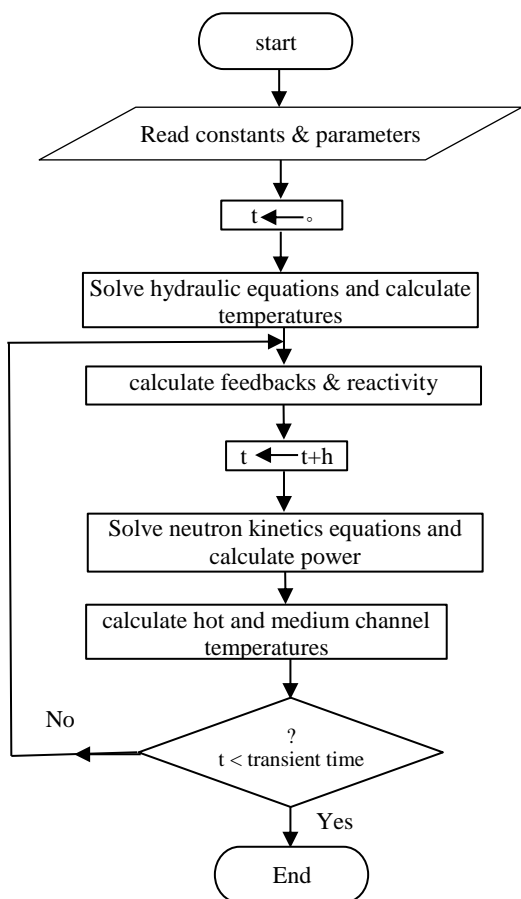 start
Read constants & parameters
t ← 。
Solve hydraulic equations and calculate
temperatures
calculate feedbacks & reactivity
t ← t+h
Solve neutron kinetics equations and
calculate power
calculate hot and medium channel
temperatures
No
?
t < transient time
Yes
End